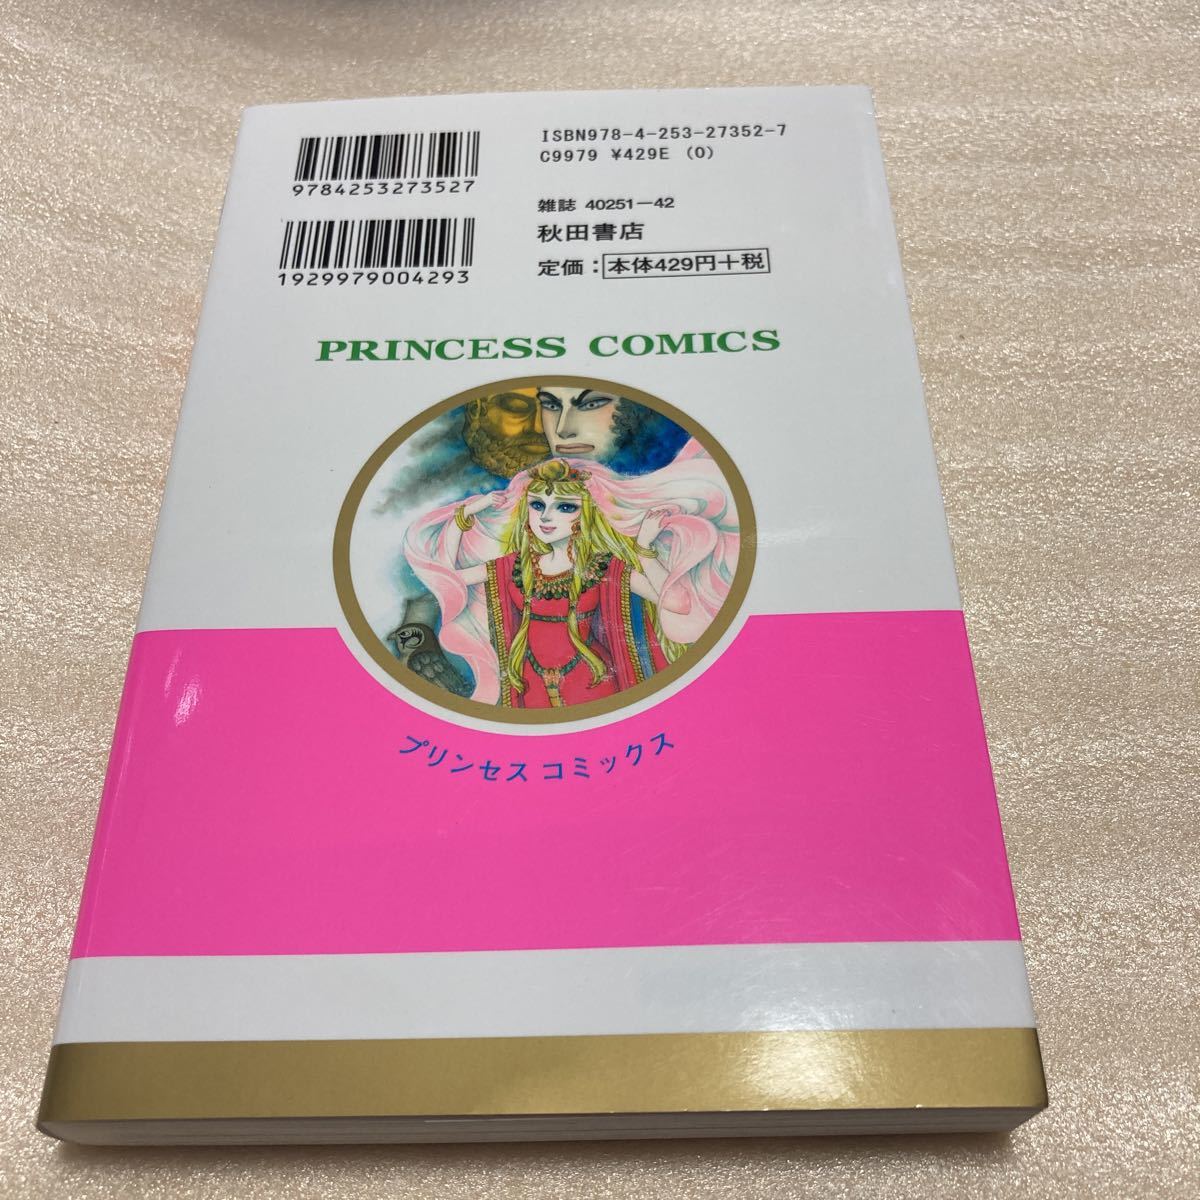 9784253273527
1929979004293
ISBN978-4-253-27352-7
C9979 ¥429E (0)
雑誌 40251-42
秋田書店
定価：本体429円+税
PRINCESS COMICS
プリンセス コミックス